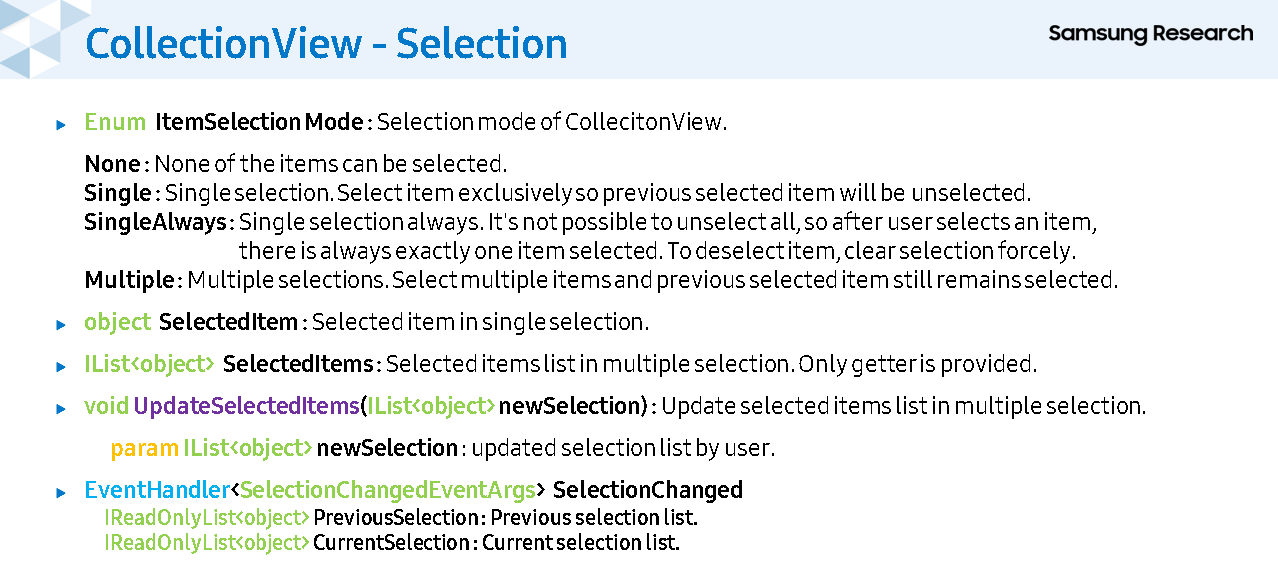 CollectionView - Selection
Samsung Research
Enum ItemSelection Mode : Selection mode of CollecitonView.
None : None of the items can be selected.
Single : Single selection. Select item exclusively so previous selected item will be unselected.
SingleAlways : Single selection always. It's not possible to unselect all, so after user selects an item,
there is always exactly one item selected. To deselect item, clear selection forcely.
Multiple : Multiple selections. Select multiple items and previous selected item still remains selected.
object SelectedItem : Selected item in single selection.
IList<object> SelectedItems : Selected items list in multiple selection. Only getter is provided.
void UpdateSelectedItems(IList<object> newSelection) : Update selected items list in multiple selection.
param IList<object> newSelection : updated selection list by user.
EventHandler<SelectionChangedEventArgs> SelectionChanged
IReadOnlyList<object> PreviousSelection : Previous selection list.
IReadOnlyList<object> CurrentSelection : Current selection list.